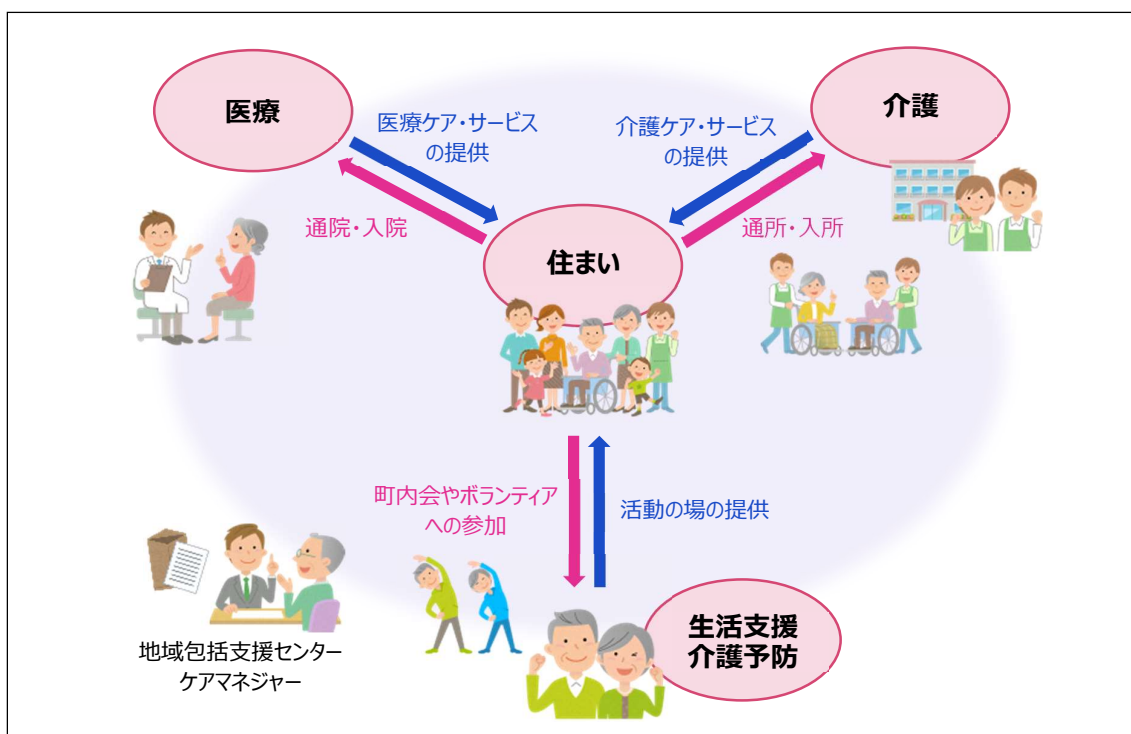 医療
介護
医療ケア・サービス
の提供
介護ケア・サービス
の提供
通院・入院
通所・入所
住まい
町内会やボランティア
への参加
活動の場の提供
生活支援
介護予防
地域包括支援センター
ケアマネジャー